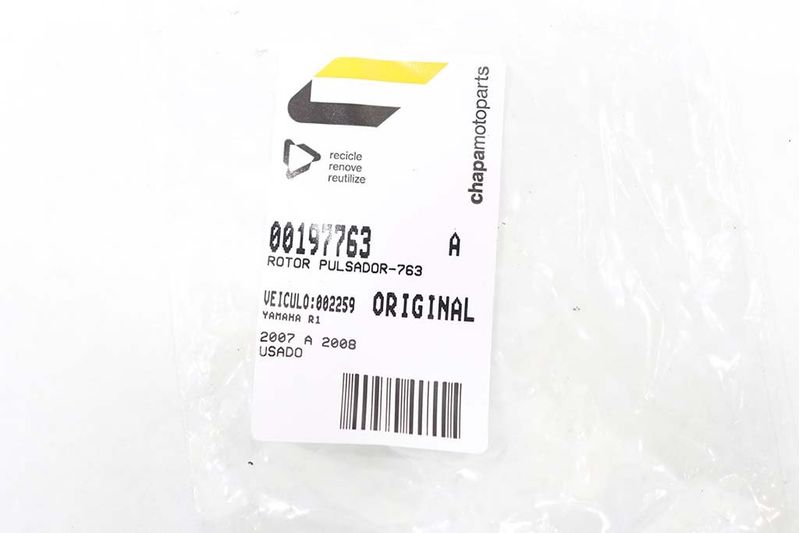 chapamotoparts
recicle
renove
reutilize
00197763 A
ROTOR PULSADOR-763
VEICULO:002259 ORIGINAL
YAMAHA R1
2007 A 2008
USADO